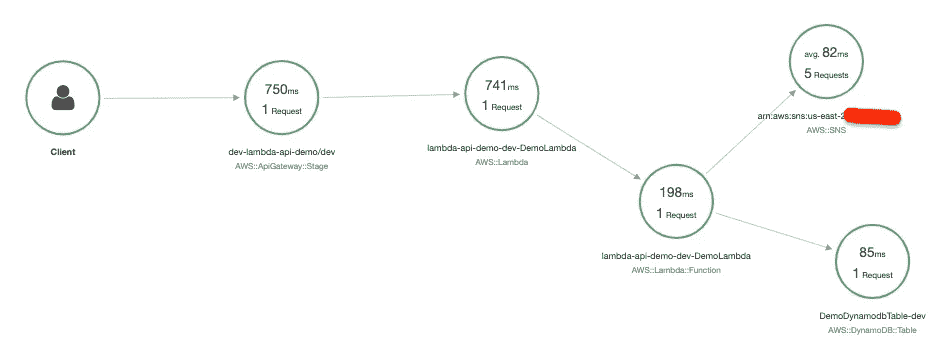 Client
750ms
1 Request
dev-lambda-api-demo/dev
AWS::ApiGateway::Stage
741ms
1 Request
lambda-api-demo-dev-DemoLambda
AWS::Lambda
198ms
1 Request
lambda-api-demo-dev-DemoLambda
AWS::Lambda::Function
avg. 82ms
5 Requests
arn:aws:sns:us-east-2
AWS::SNS
85ms
1 Request
DemoDynamodbTable-dev
AWS::DynamoDB::Table